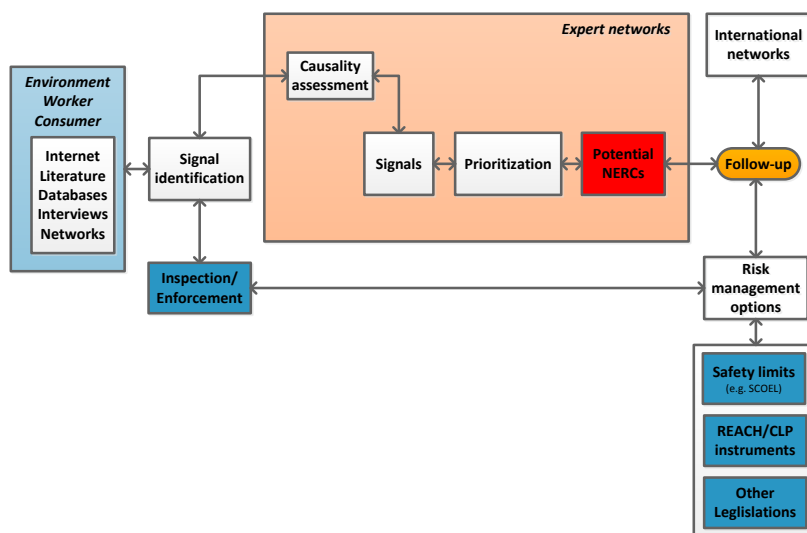 Environment
Worker
Consumer
Internet
Literature
Databases
Interviews
Networks
Signal
identification
Inspection/
Enforcement
Expert networks
Causality
assessment
Signals
Prioritization
Potential
NERCs
International
networks
Follow-up
Risk
management
options
Safety limits
(e.g. SCOEL)
REACH/CLP
instruments
Other
Leglislations